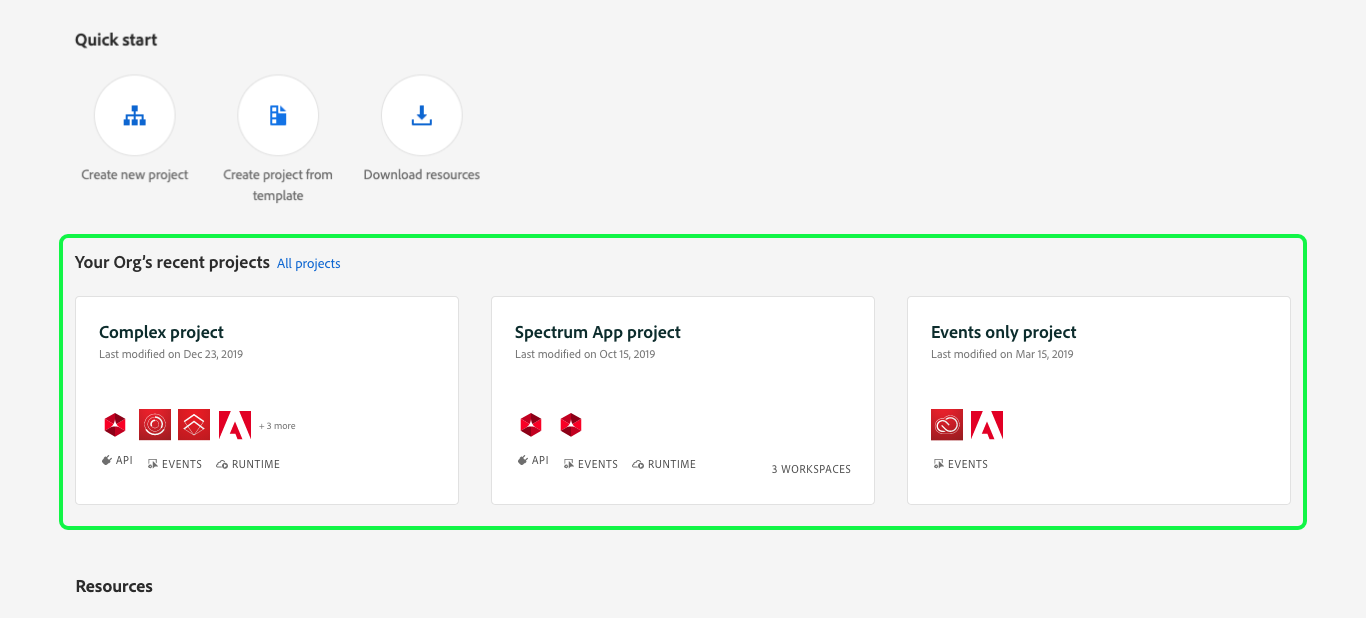 Quick start
Create new project
Create project from
template
Download resources
Your Org’s recent projects All projects
Complex project
Last modified on Dec 23, 2019
+ 3 more
API EVENTS RUNTIME
Spectrum App project
Last modified on Oct 15, 2019
API EVENTS RUNTIME
3 WORKSPACES
Events only project
Last modified on Mar 15, 2019
EVENTS
Resources